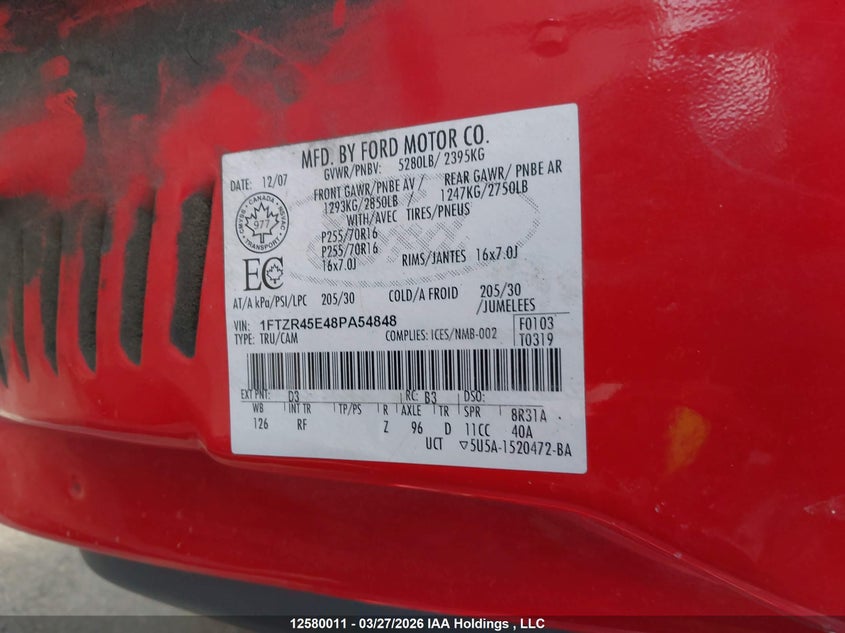 MFD. BY FORD MOTOR CO.
DATE: 12/07
GVWR/PNBV: 5280LB/ 2395KG
FRONT GAWR/PNBE AV / REAR GAWR/ PNBE AR
1293KG/2850LB / 1247KG/2750LB
WITH/AVEC TIRES/PNEUS
P255/70R16
P255/70R16
16x7.0J RIMS/JANTES 16x7.0J
CANADA
977
TRANSPORT
EC
AT/A kPa/PSI/LPC 205/30 COLD/A FROID 205/30
/JUMELEES
VIN: 1FTZR45E48PA54848
TYPE: TRU/CAM COMPLIES: ICES/NMB-002
F0103
T0319
EXT PNT: D3 RC: B3 DSO:
WB INT TR TP/PS R AXLE TR SPR 8R31A
126 RF Z 96 D 11CC 40A
UCT ▽5U5A-1520472-BA
12580011 - 03/27/2026 IAA Holdings , LLC